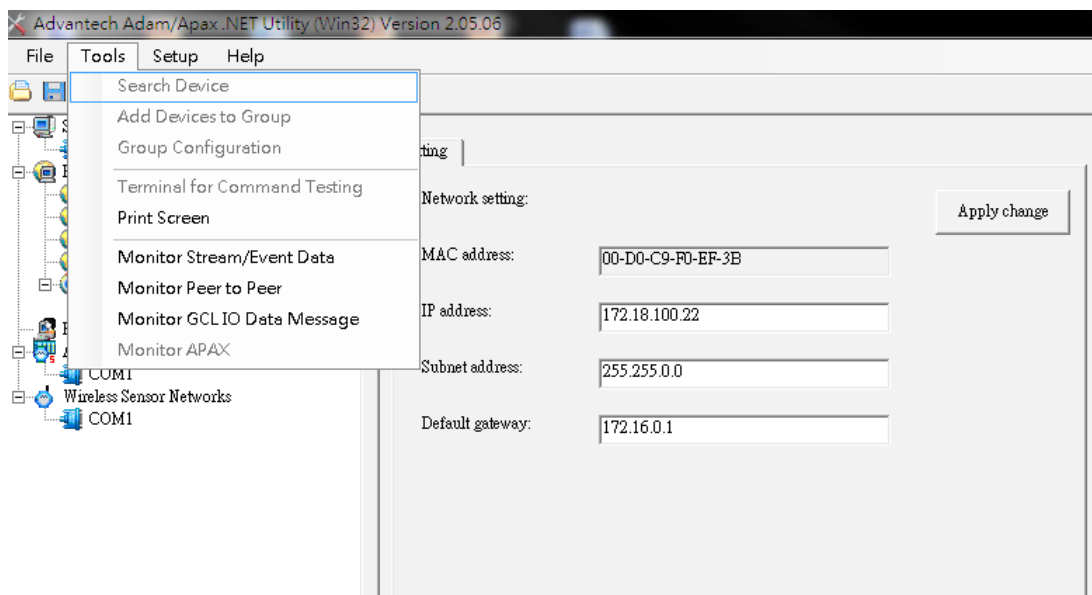 Advantech Adam/Apax .NET Utility (Win32) Version 2.05.06
File Tools Setup Help
Search Device
Add Devices to Group
Group Configuration
Terminal for Command Testing
Print Screen
Monitor Stream/Event Data
Monitor Peer to Peer
Monitor GCL IO Data Message
Monitor APAX
COM1
Wireless Sensor Networks
COM1
Network setting:
Apply change
MAC address:
00-D0-C9-F0-EF-3B
IP address:
172.18.100.22
Subnet address:
255.255.0.0
Default gateway:
172.16.0.1